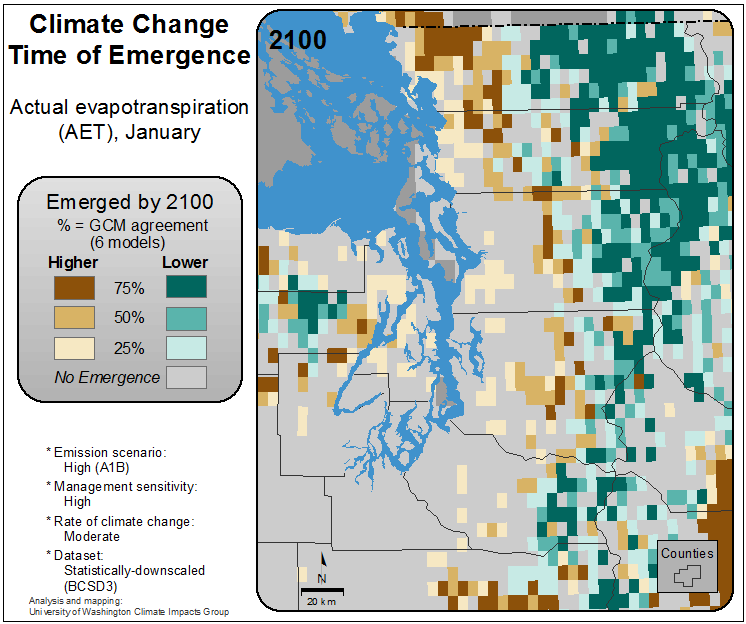 Climate Change
Time of Emergence
Actual evapotranspiration
(AET), January
Emerged by 2100
% = GCM agreement
(6 models)
Higher Lower
75%
50%
25%
No Emergence
* Emission scenario:
High (A1B)
* Management sensitivity:
High
* Rate of climate change:
Moderate
* Dataset:
Statistically-downscaled
(BCSD3)
Analysis and mapping:
University of Washington Climate Impacts Group
2100
N
20 km
Counties